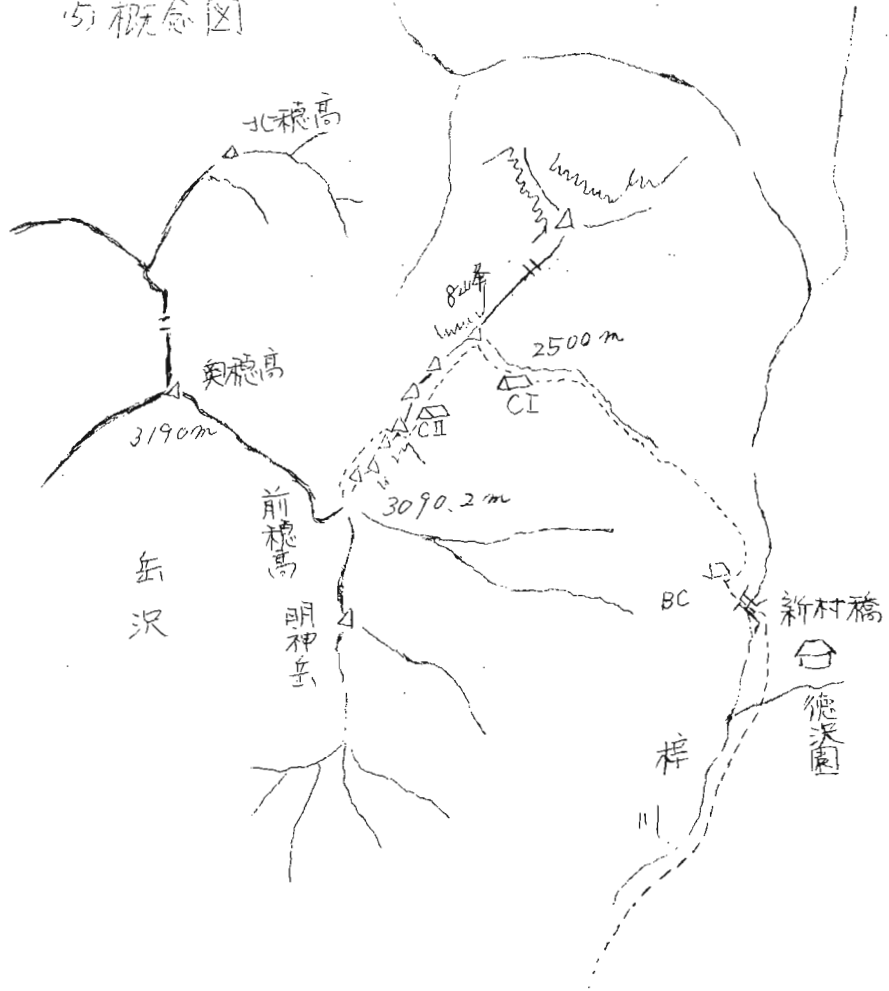 (5) 概念図
北穂高
8峰
2500m
奥穂高
CI
3190m
CII
前穂高
3090.2m
岳沢
BC
新村橋
明神岳
徳沢園
梓川